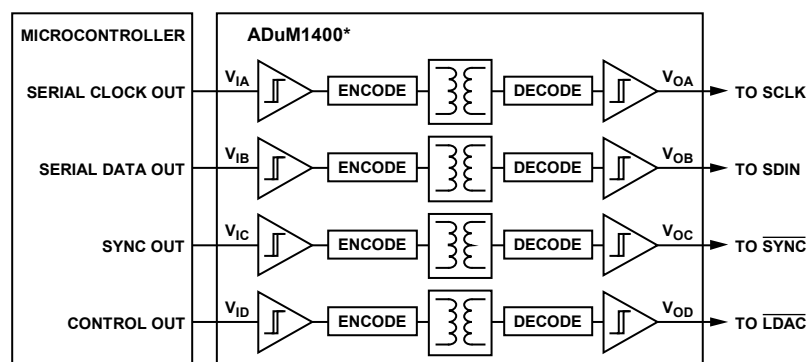 MICROCONTROLLER
ADuM1400*
SERIAL CLOCK OUT
VIA
ENCODE
DECODE
VOA
TO SCLK
SERIAL DATA OUT
VIB
ENCODE
DECODE
VOB
TO SDIN
SYNC OUT
VIC
ENCODE
DECODE
VOC
TO SYNC
CONTROL OUT
VID
ENCODE
DECODE
VOD
TO LDAC